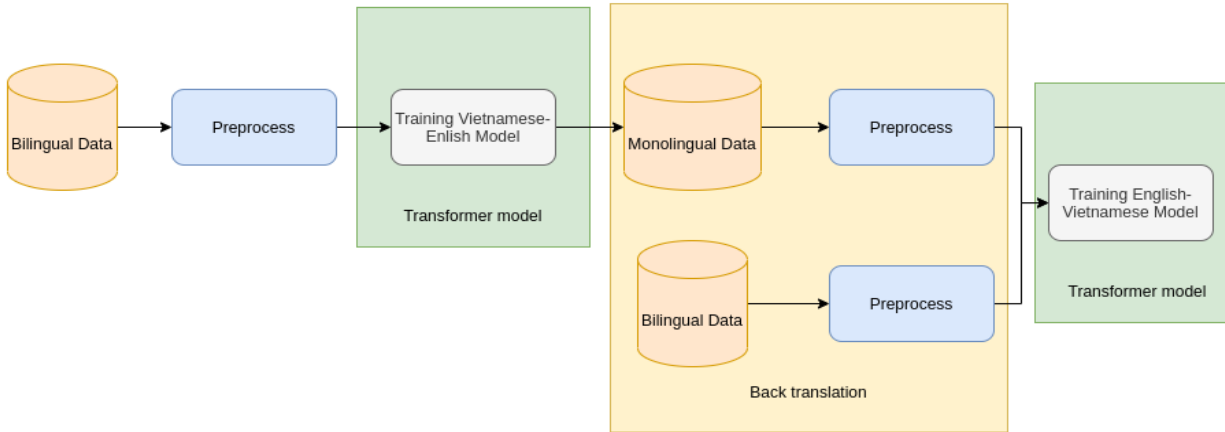 Bilingual Data
Preprocess
Training Vietnamese-
Enlish Model
Transformer model
Monolingual Data
Preprocess
Bilingual Data
Preprocess
Back translation
Training English-
Vietnamese Model
Transformer model